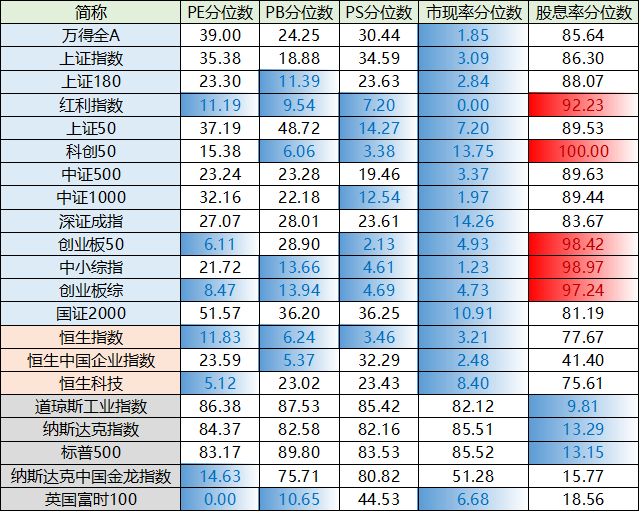 简称 PE分位数 PB分位数 PS分位数 市现率分位数 股息率分位数
万得全A 39.00 24.25 30.44 1.85 85.64
上证指数 35.38 18.88 34.59 3.09 86.30
上证180 23.30 11.39 23.63 2.84 88.07
红利指数 11.19 9.54 7.20 0.00 92.23
上证50 37.19 48.72 14.27 7.20 89.53
科创50 15.38 6.06 3.38 13.75 100.00
中证500 23.24 23.28 19.46 3.37 89.63
中证1000 32.16 22.18 12.54 1.97 89.44
深证成指 27.07 28.01 23.61 14.26 83.67
创业板50 6.11 28.90 2.13 4.93 98.42
中小综指 21.72 13.66 4.61 1.23 98.97
创业板综 8.47 13.94 4.69 4.73 97.24
国证2000 51.57 36.20 36.25 10.91 81.19
恒生指数 11.83 6.24 3.46 3.21 77.67
恒生中国企业指数 23.59 5.37 32.29 2.48 41.40
恒生科技 5.12 23.02 23.43 8.40 75.61
道琼斯工业指数 86.38 87.53 85.42 82.12 9.81
纳斯达克指数 84.37 82.58 82.16 85.51 13.29
标普500 83.17 89.80 83.53 85.52 13.15
纳斯达克中国金龙指数 14.63 75.71 80.82 51.28 15.77
英国富时100 0.00 10.65 44.53 6.68 18.56